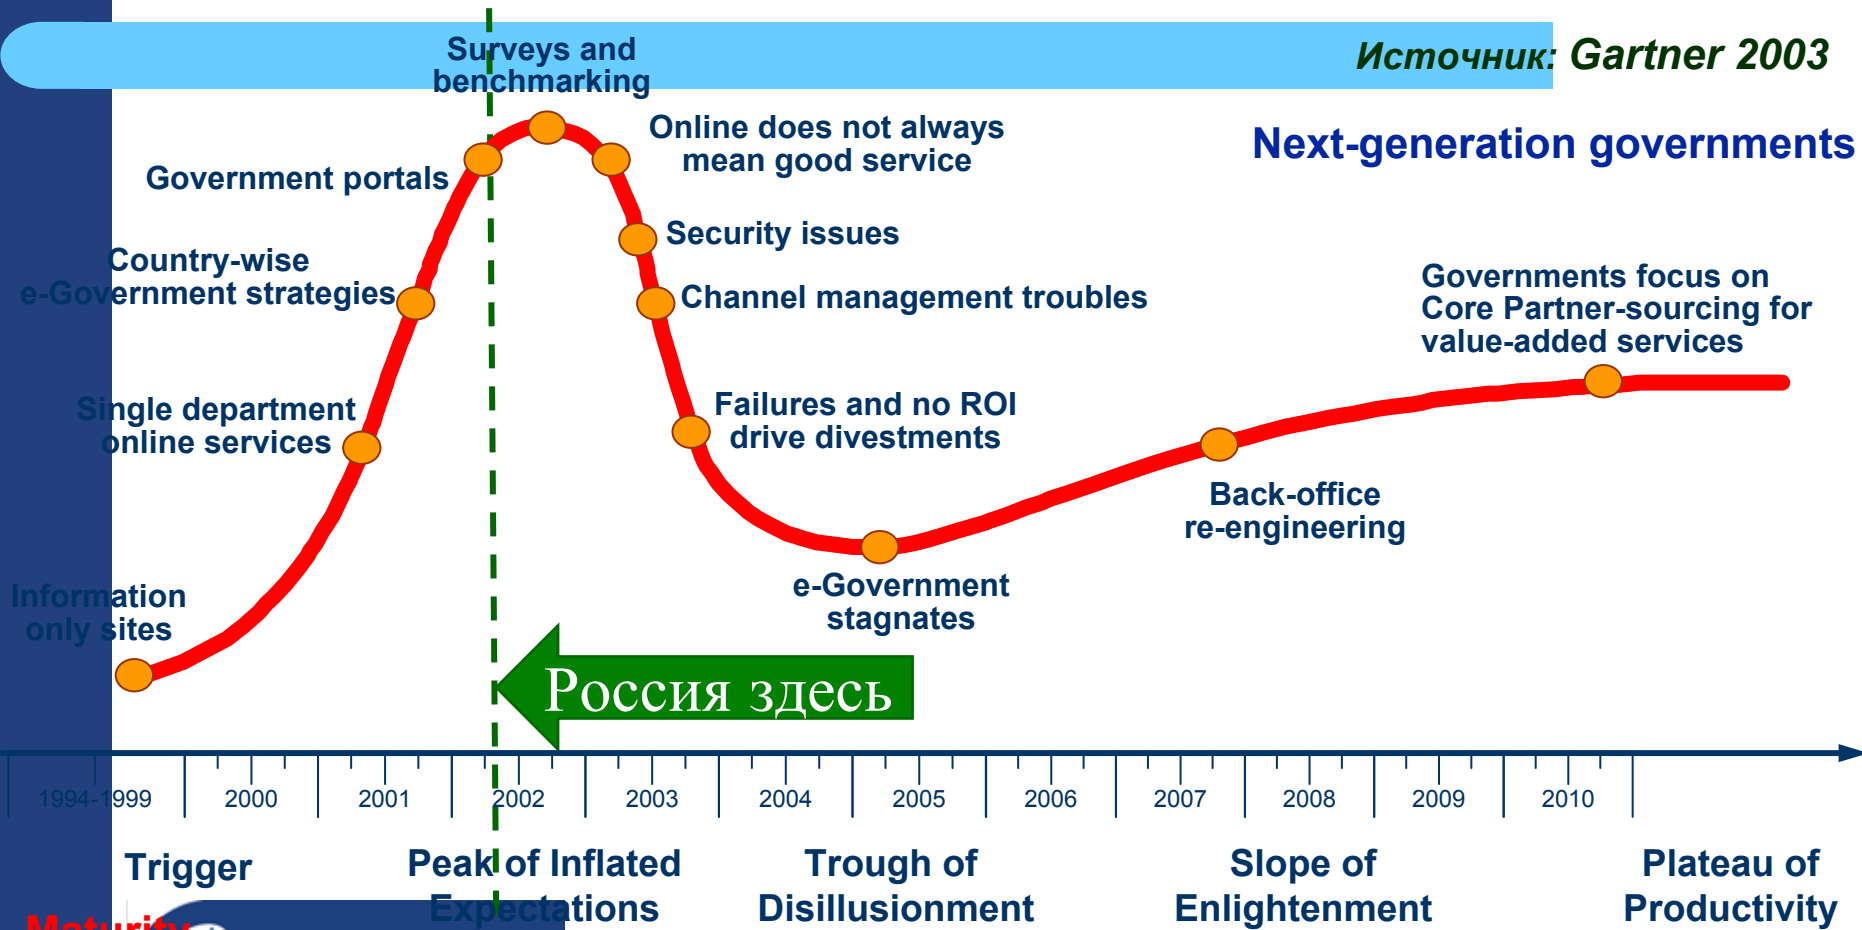 Surveys and
benchmarking
Источник: Gartner 2003
Online does not always
mean good service
Next-generation governments
Government portals
Security issues
Country-wise
e-Government strategies
Channel management troubles
Governments focus on
Core Partner-sourcing for
value-added services
Single department
online services
Failures and no ROI
drive divestments
Back-office
re-engineering
Information
only sites
e-Government
stagnates
Россия здесь
1994-1999
2000
2001
2002
2003
2004
2005
2006
2007
2008
2009
2010
Trigger
Peak of Inflated
Expectations
Trough of
Disillusionment
Slope of
Enlightenment
Plateau of
Productivity
Maturity